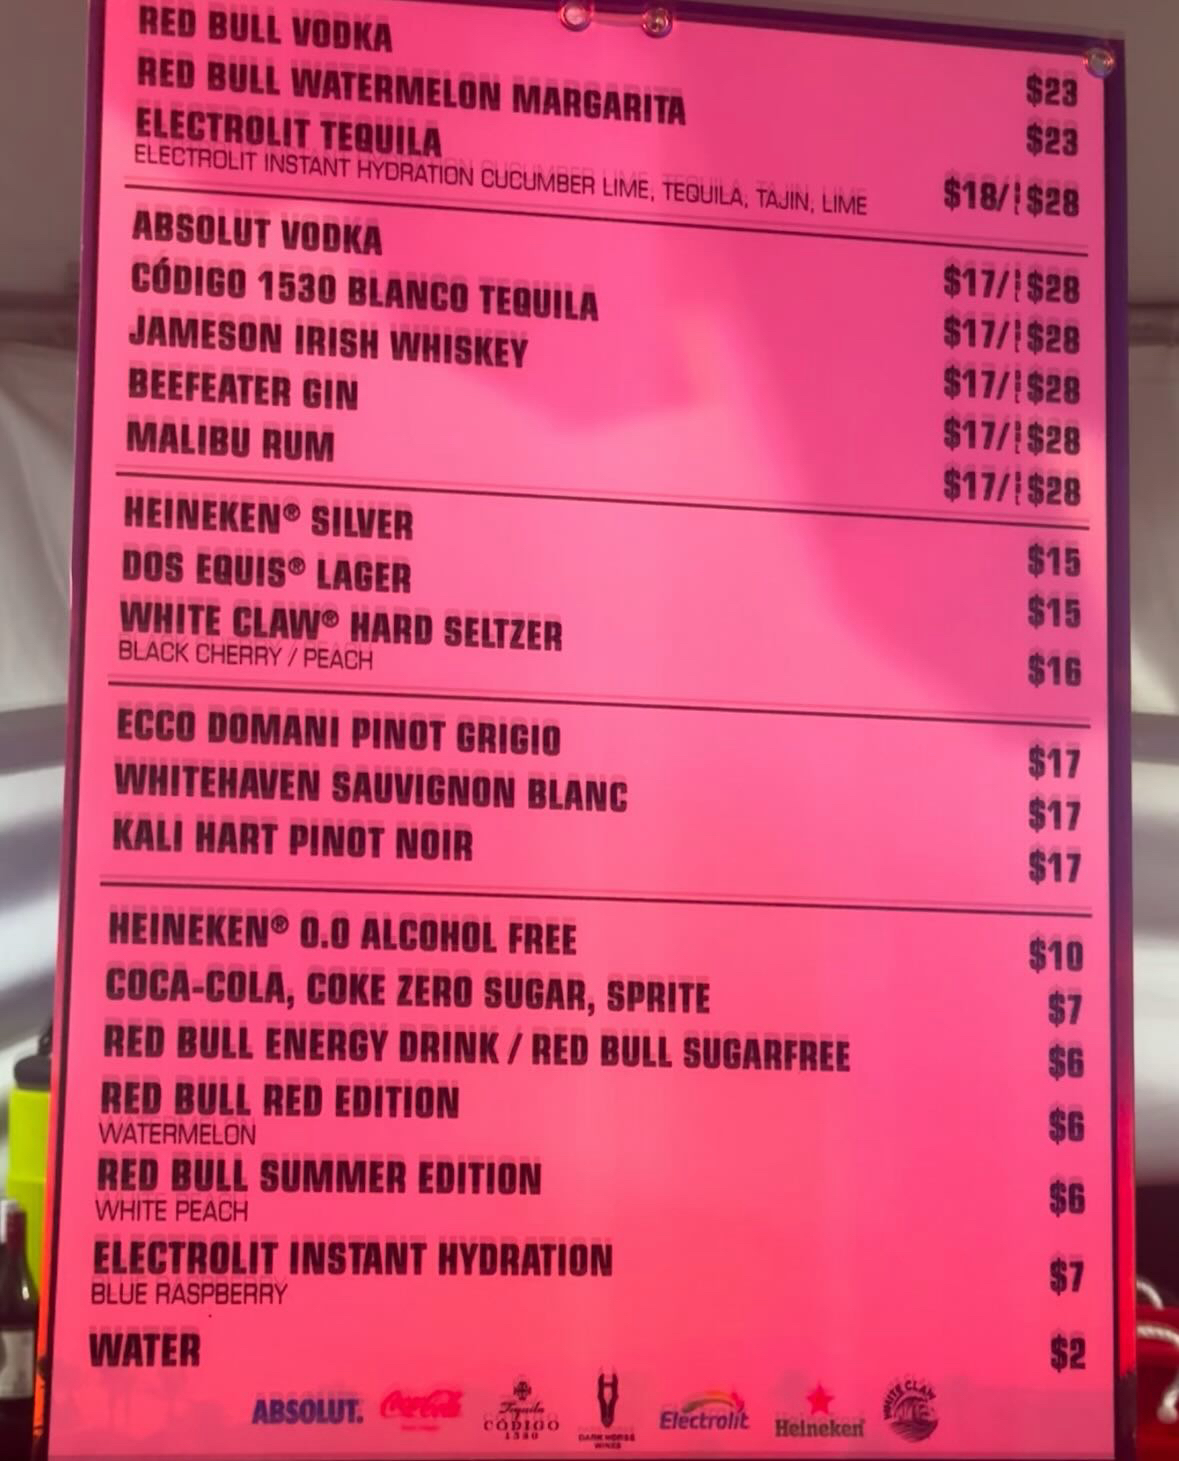 RED BULL VODKA $23
RED BULL WATERMELON MARGARITA $23
ELECTROLIT TEQUILA $18/ $28
ELECTROLIT INSTANT HYDRATION CUCUMBER LIME, TEQUILA, TAJIN, LIME
ABSOLUT VODKA $17/ $28
CÓDIGO 1530 BLANCO TEQUILA $17/ $28
JAMESON IRISH WHISKEY $17/ $28
BEEFEATER GIN $17/ $28
MALIBU RUM $17/ $28
HEINEKEN® SILVER $15
DOS EQUIS® LAGER $15
WHITE CLAW® HARD SELTZER $16
BLACK CHERRY / PEACH
ECCO DOMANI PINOT GRIGIO $17
WHITEHAVEN SAUVIGNON BLANC $17
KALI HART PINOT NOIR $17
HEINEKEN® 0.0 ALCOHOL FREE $10
COCA-COLA, COKE ZERO SUGAR, SPRITE $7
RED BULL ENERGY DRINK / RED BULL SUGARFREE $6
RED BULL RED EDITION $6
WATERMELON
RED BULL SUMMER EDITION $6
WHITE PEACH
ELECTROLIT INSTANT HYDRATION $7
BLUE RASPBERRY
WATER $2
ABSOLUT.
Coca-Cola
Tequila
CÓDIGO
1530
DARK HORSE
WINES
Electrolit
Heineken
WHITE CLAW